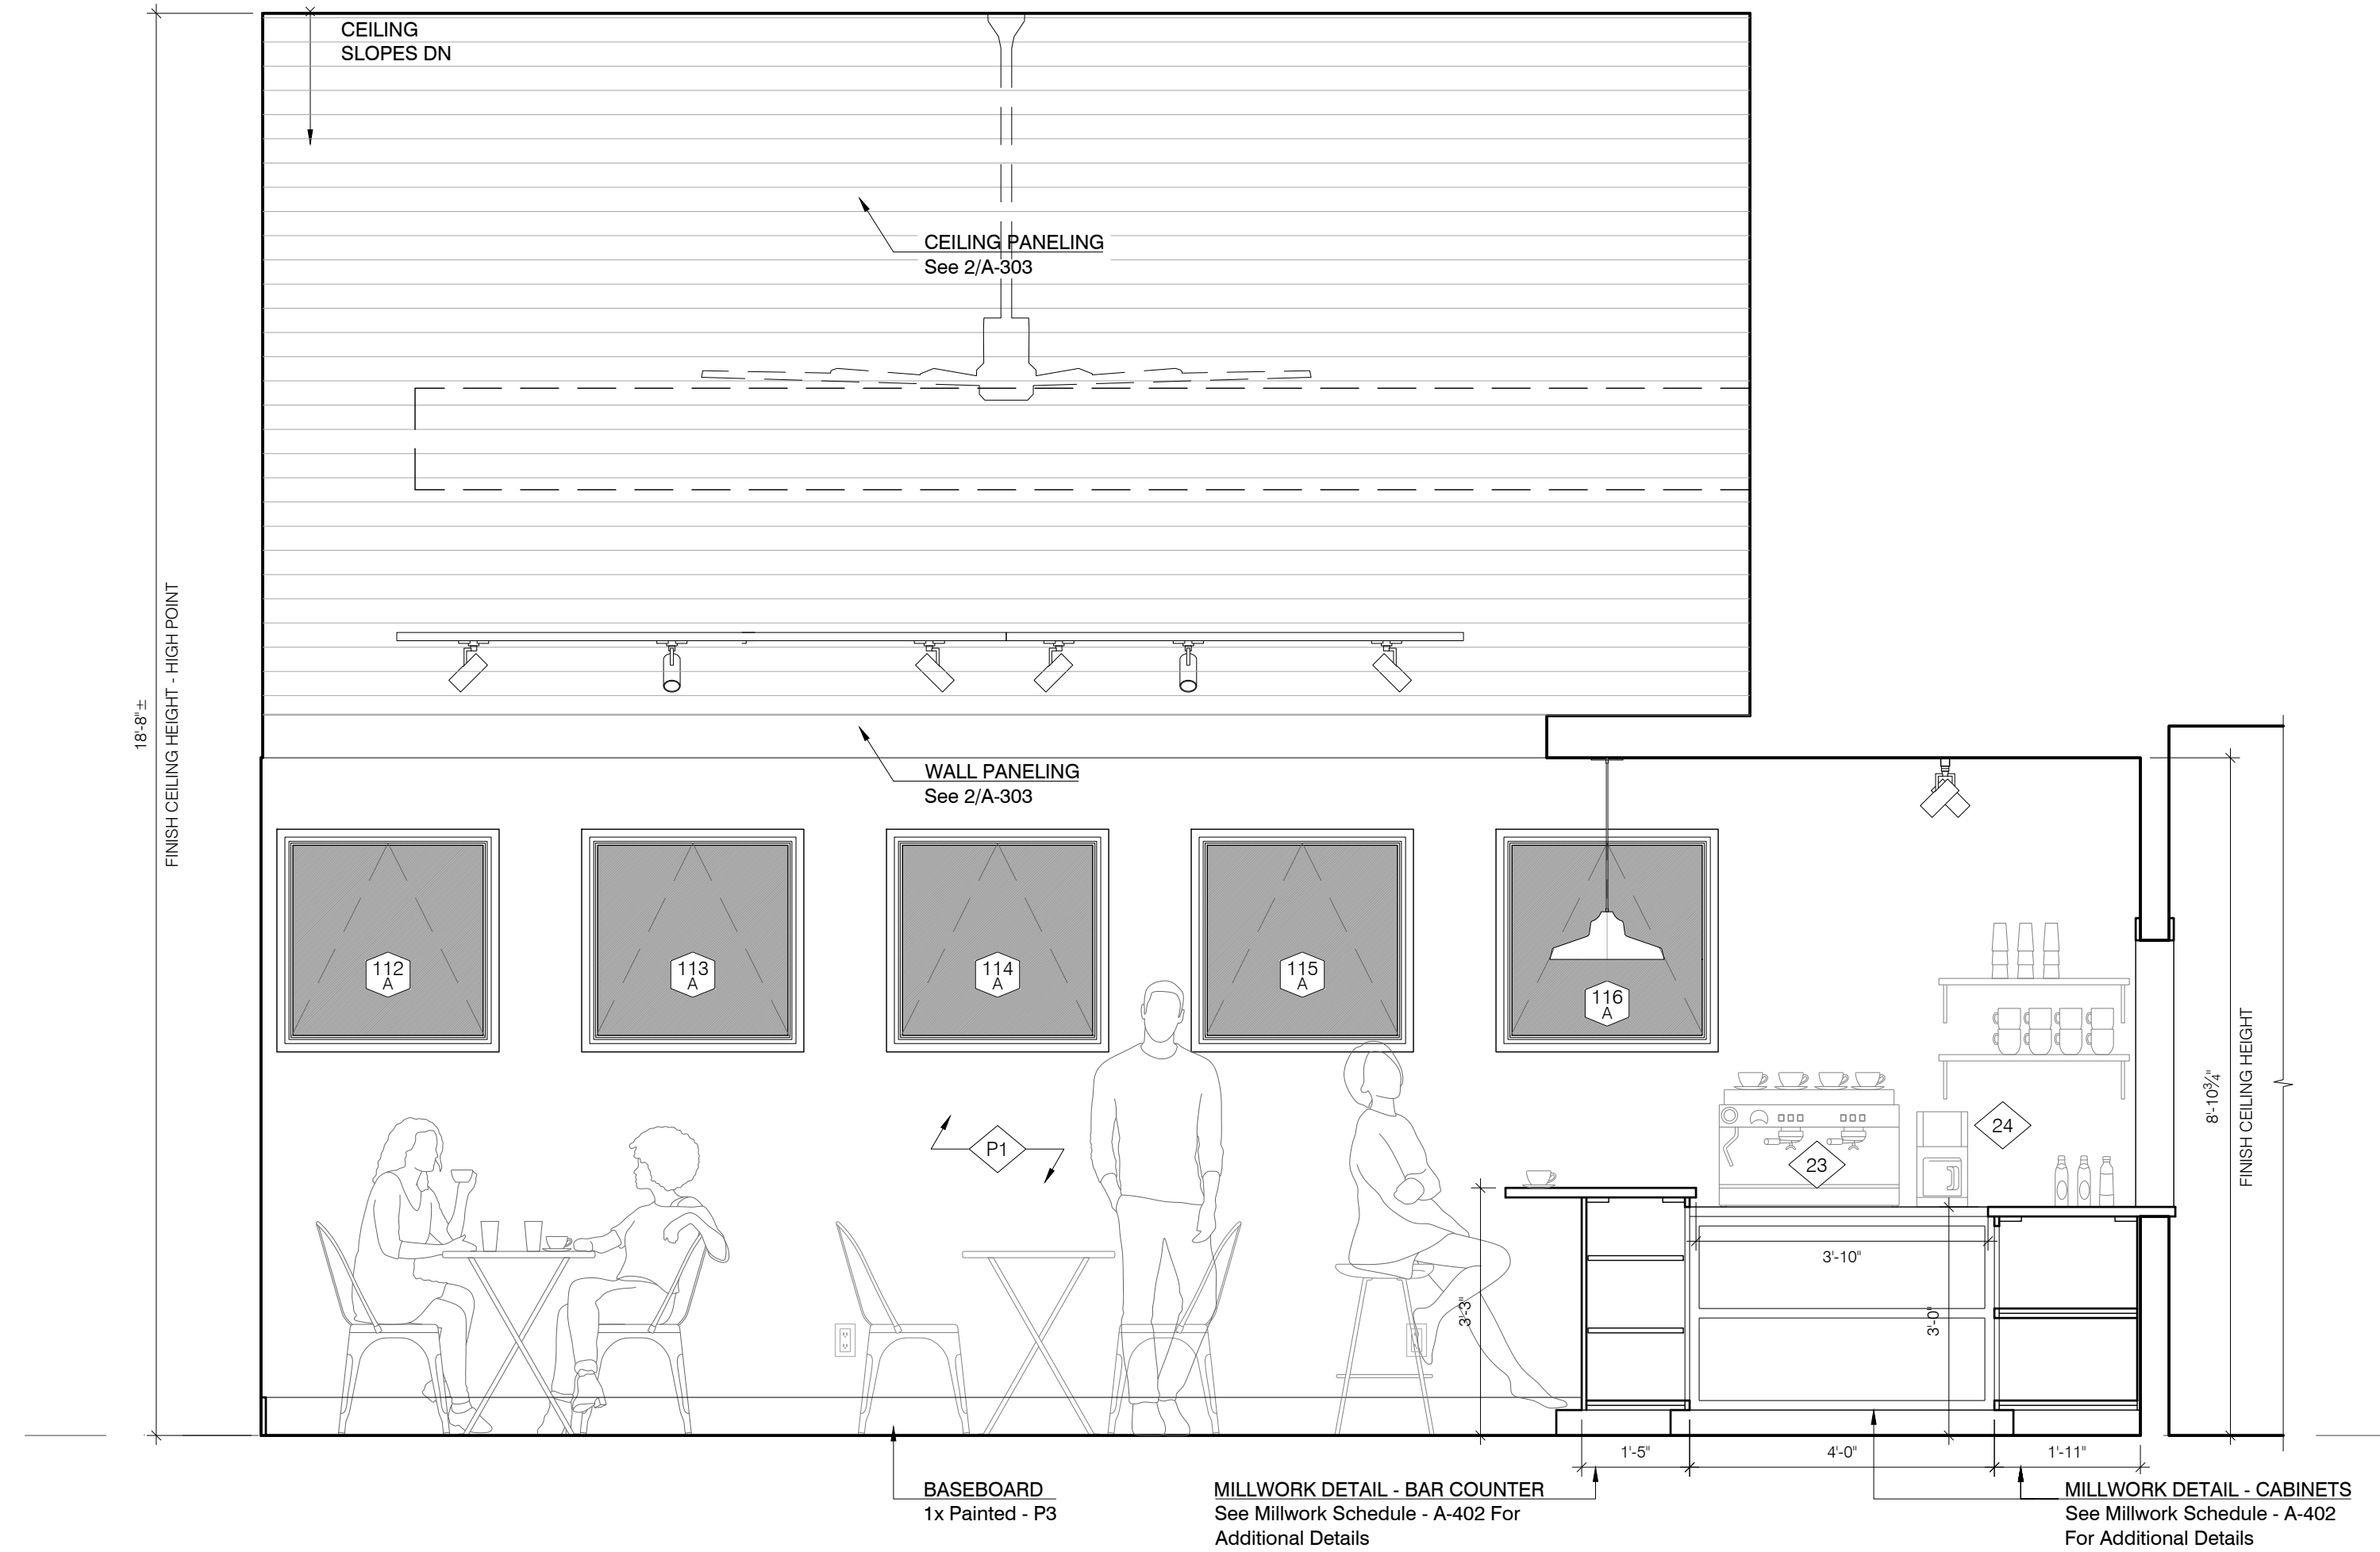 CEILING
SLOPES DN
CEILING PANELING
See 2/A-303
18'-8"±
FINISH CEILING HEIGHT - HIGH POINT
WALL PANELING
See 2/A-303
112
A
113
A
114
A
115
A
116
A
P1
23
24
8'-10¾"
FINISH CEILING HEIGHT
3'-10"
3'-3"
3'-0"
1'-5"
4'-0"
1'-11"
BASEBOARD
1x Painted - P3
MILLWORK DETAIL - BAR COUNTER
See Millwork Schedule - A-402 For
Additional Details
MILLWORK DETAIL - CABINETS
See Millwork Schedule - A-402
For Additional Details